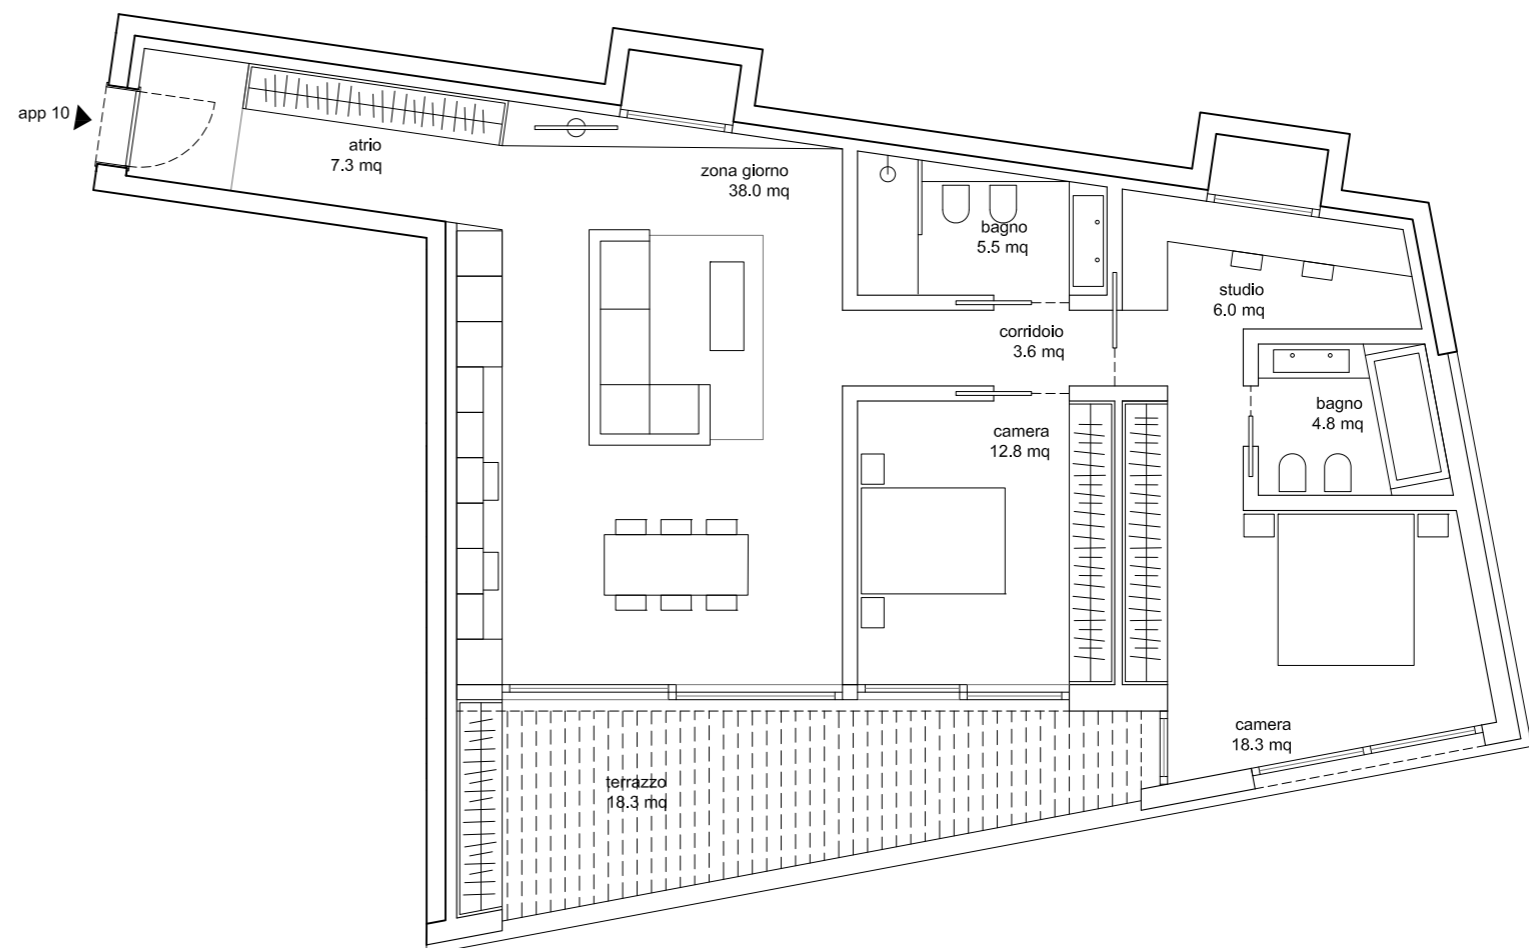 app 10
atrio
7.3 mq
zona giorno
38.0 mq
bagno
5.5 mq
studio
6.0 mq
corridoio
3.6 mq
bagno
4.8 mq
camera
12.8 mq
camera
18.3 mq
terrazzo
18.3 mq